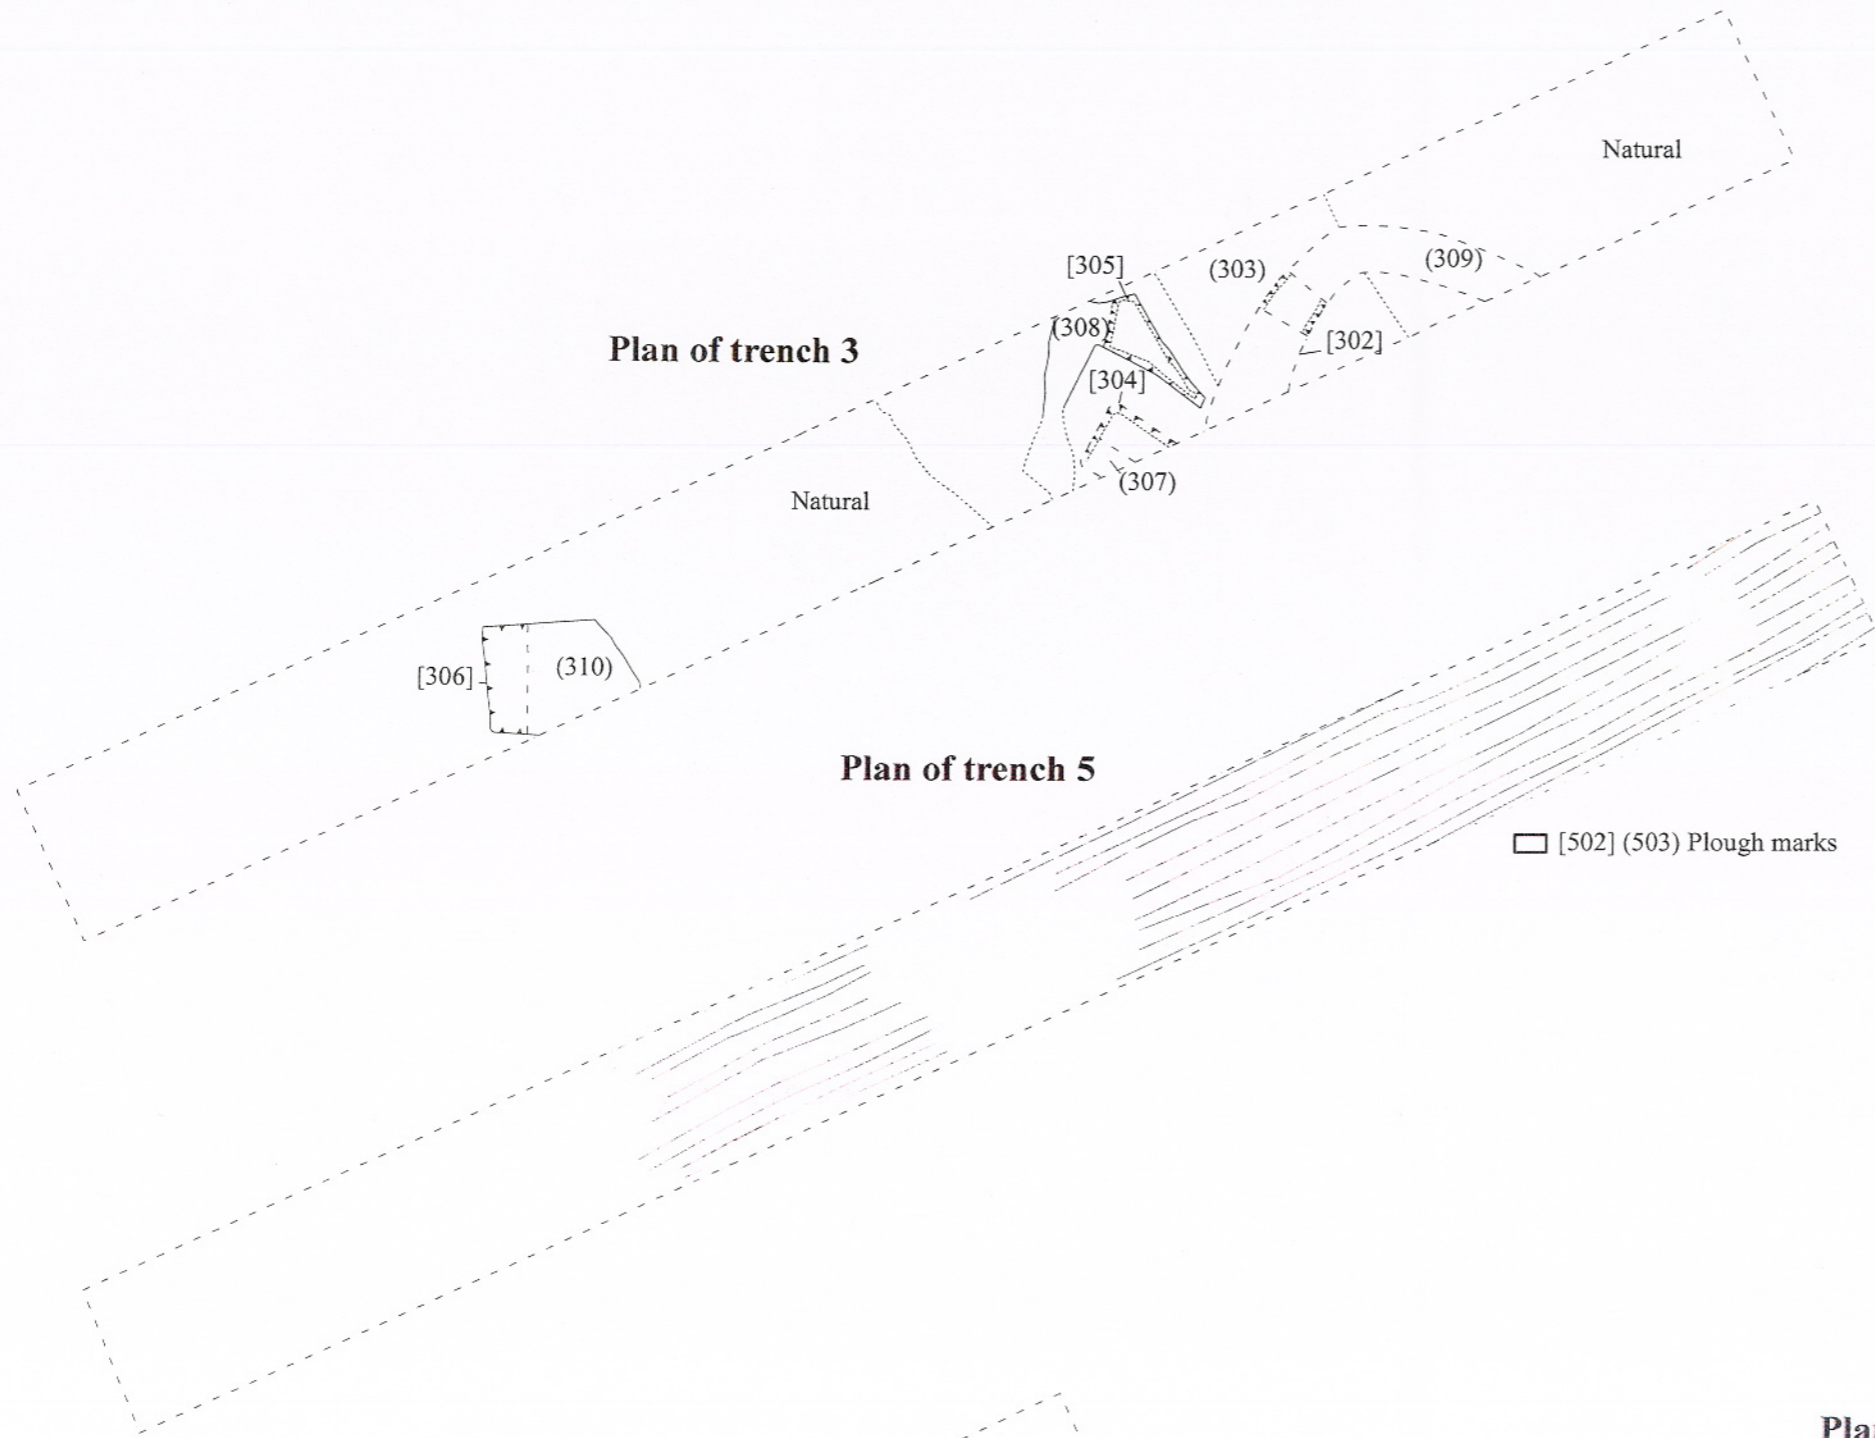 Natural
[305]
(303)
(309)
(308)
[302]
Plan of trench 3
[304]
(307)
Natural
[306]
(310)
Plan of trench 5
[502] (503) Plough marks
Pla